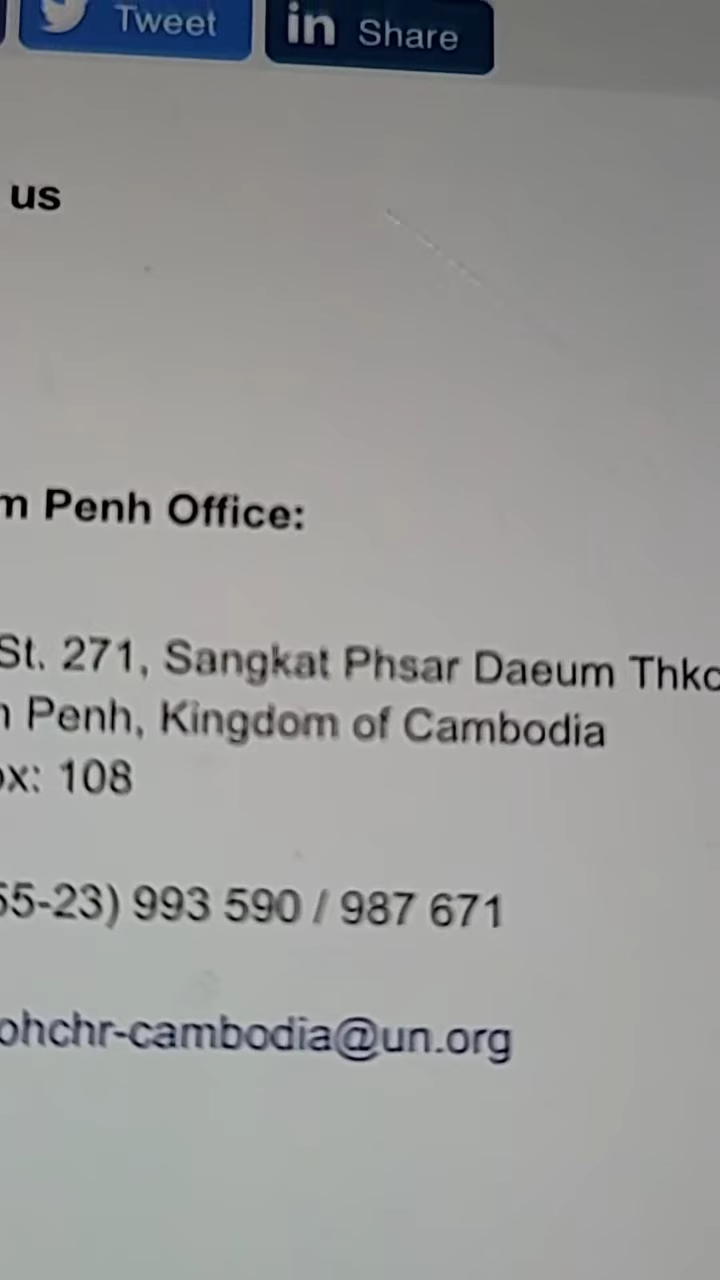 Tweet in Share
us
m Penh Office:
St. 271, Sangkat Phsar Daeum Thko
Penh, Kingdom of Cambodia
ox: 108
55-23) 993 590 / 987 671
ohchr-cambodia@un.org